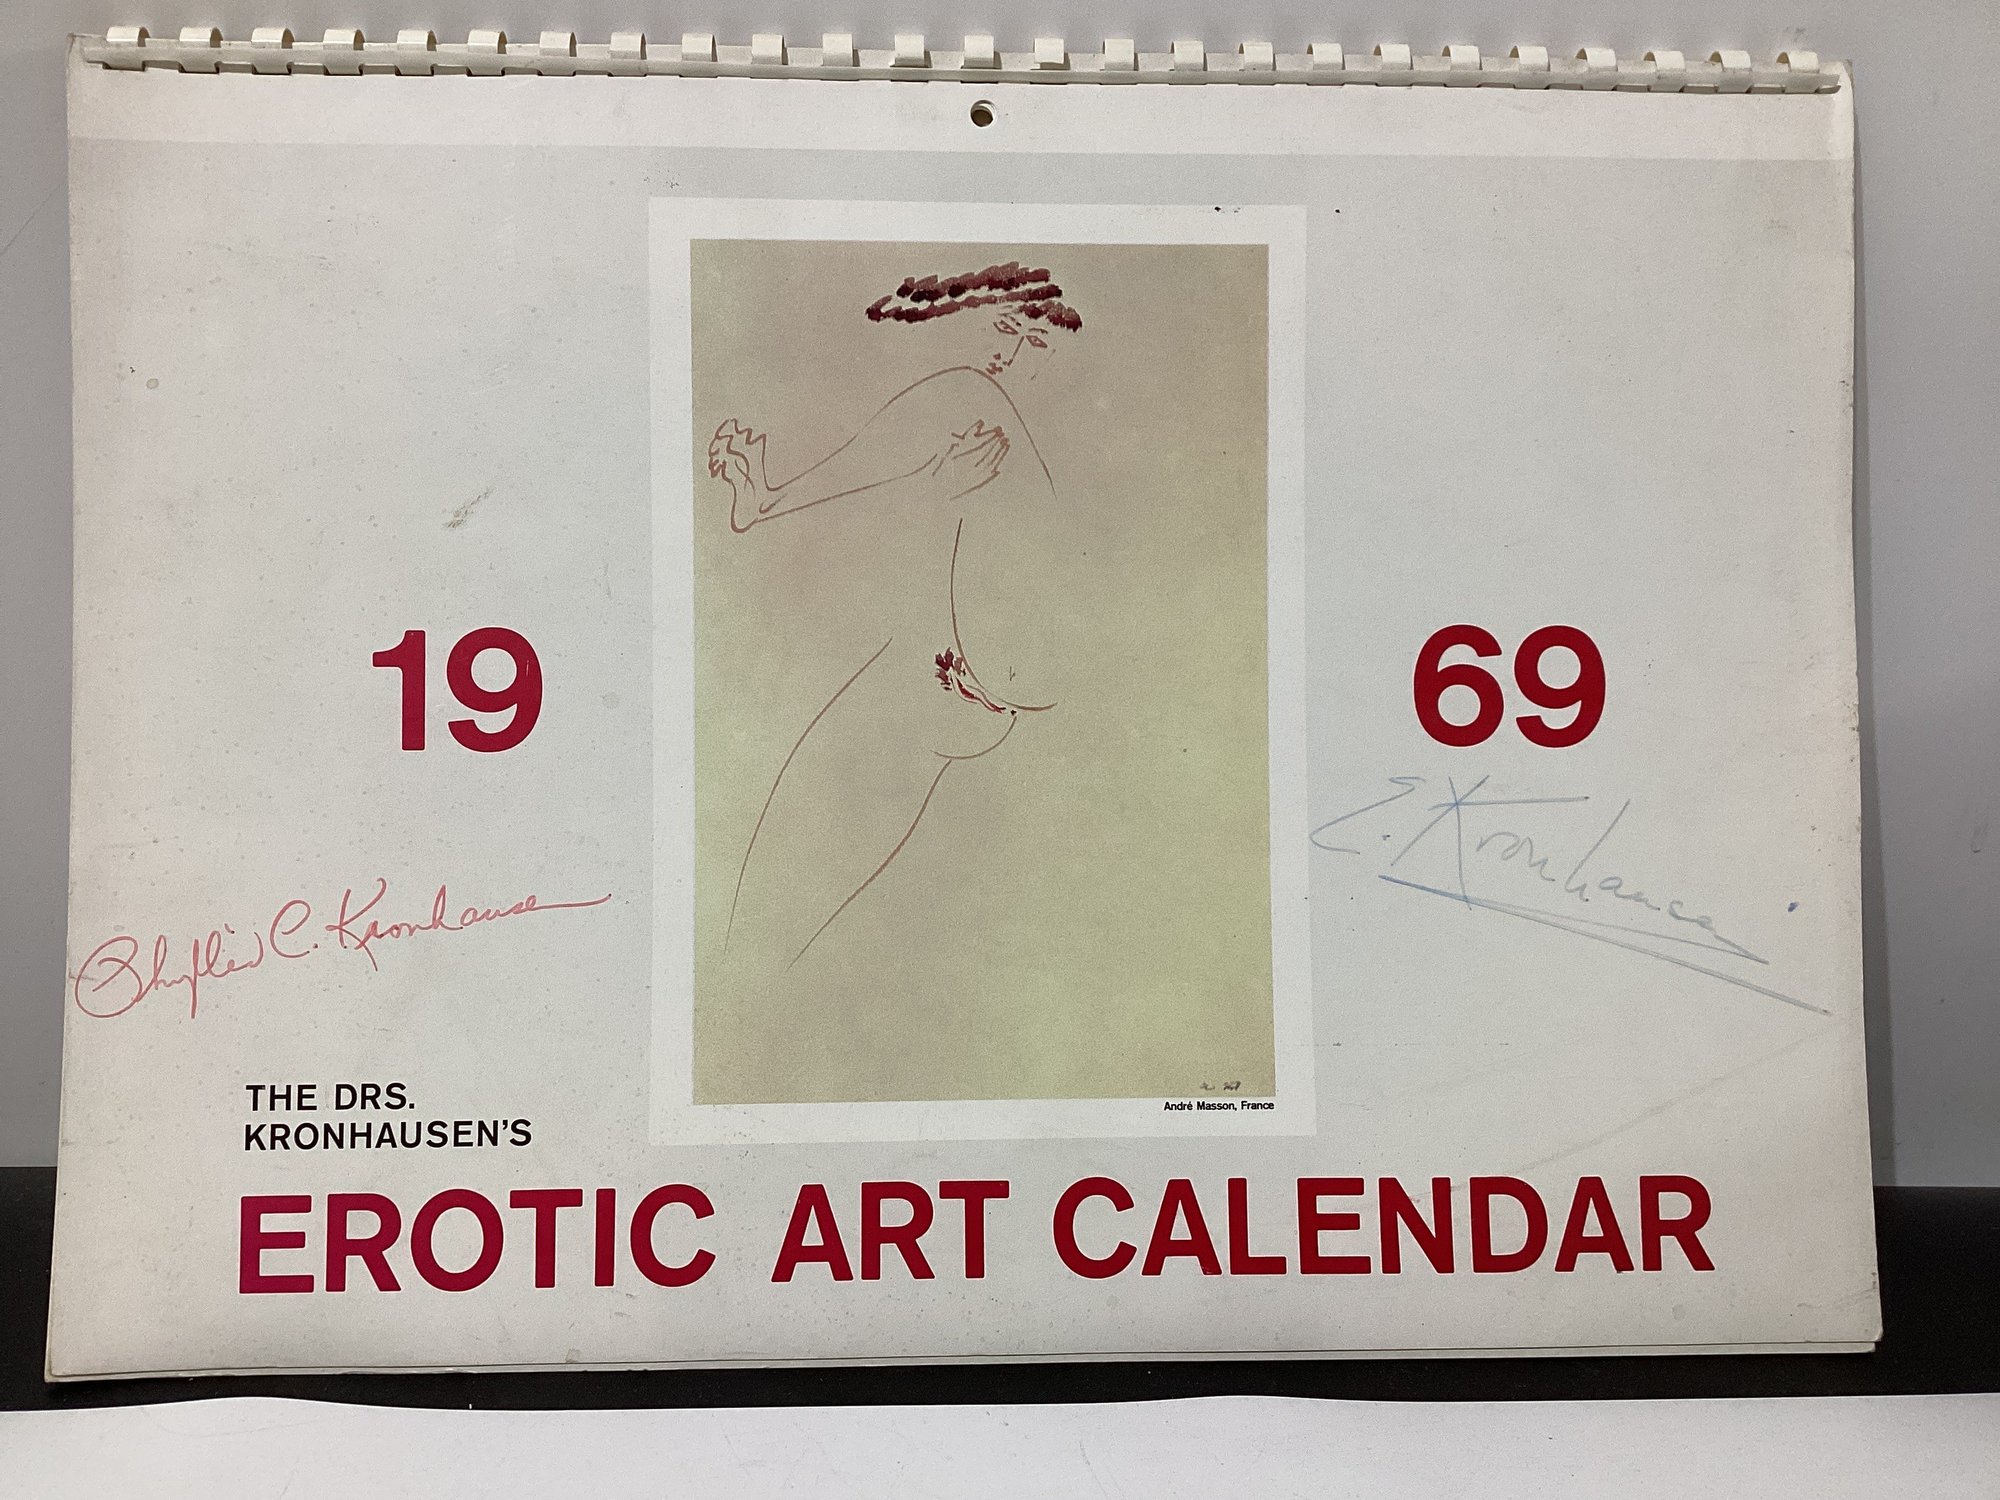 19 69
Phyllis C. Kronhausen
E. Kronhausen
André Masson, France
THE DRS.
KRONHAUSEN'S
EROTIC ART CALENDAR